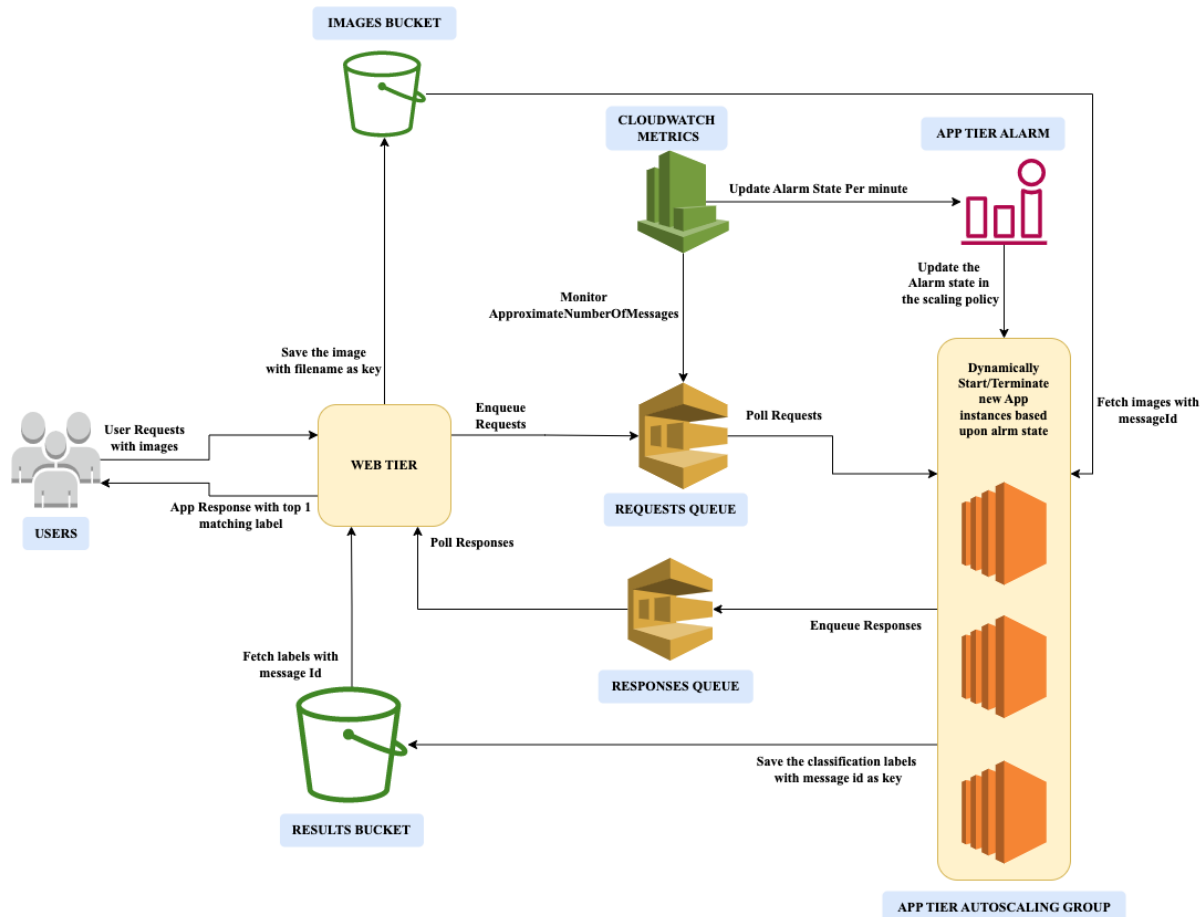 IMAGES BUCKET
CLOUDWATCH
METRICS
APP TIER ALARM
Update Alarm State Per minute
Update the
Alarm state in
the scaling policy
Monitor
ApproximateNumberOfMessages
Save the image
with filename as key
Dynamically
Start/Terminate
new App
instances based
upon alrm state
Fetch images with
messageId
User Requests
with images
Enqueue
Requests
Poll Requests
WEB TIER
App Response with top 1
matching label
USERS
REQUESTS QUEUE
Poll Responses
Enqueue Responses
Fetch labels with
message Id
RESPONSES QUEUE
Save the classification labels
with message id as key
RESULTS BUCKET
APP TIER AUTOSCALING GROUP